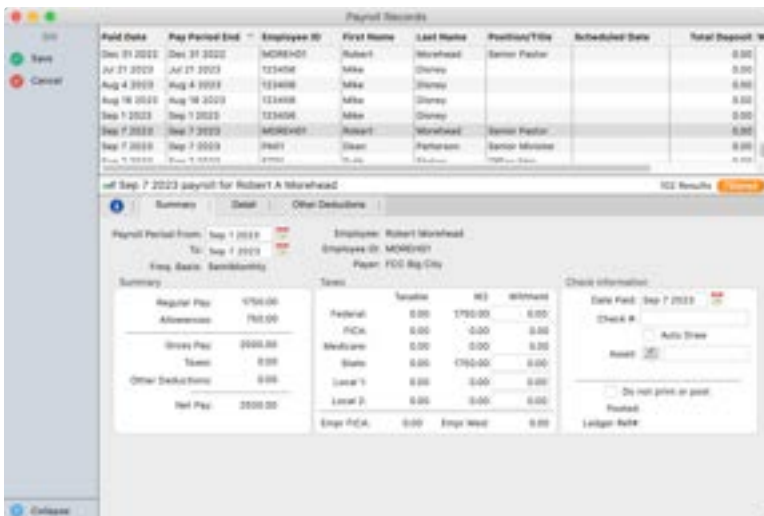 Payroll Records
Edit
Save
Cancel
Paid Date Pay Period End Employee ID First Name Last Name Position/Title Scheduled Date Total Deposit
Dec 31 2022 Dec 31 2022 MOREH01 Robert Morehead Senior Pastor 0.00
Jul 21 2023 Jul 21 2023 123456 Mike Disney 0.00
Aug 4 2023 Aug 4 2023 123456 Mike Disney 0.00
Aug 18 2023 Aug 18 2023 123456 Mike Disney 0.00
Sep 1 2023 Sep 1 2023 123456 Mike Disney 0.00
Sep 7 2023 Sep 7 2023 MOREH01 Robert Morehead Senior Pastor 0.00
Sep 7 2023 Sep 7 2023 Dean Patterson Senior Minister 0.00
Sep 7 2023 payroll for Robert A Morehead
102 Results
Summary Detail Other Deductions
Payroll Period From: Sep 1 2023
To: Sep 7 2023
Freq. Basis: SemiMonthly
Employee: Robert Morehead
Employee ID: MOREH01
Payer: FCC Big City
Summary
Regular Pay: 1750.00
Allowances: 750.00
Gross Pay:
Taxes: 0.00
Other Deductions: 0.00
Net Pay:
Taxes
Taxable W2 Withheld
Federal: 0.00 1750.00 0.00
FICA: 0.00 0.00 0.00
Medicare: 0.00 0.00 0.00
State: 0.00 1750.00 0.00
Local 1: 0.00 0.00 0.00
Local 2: 0.00 0.00 0.00
Empr FICA: 0.00 Empr Med: 0.00
Check Information
Date Paid: Sep 7 2023
Check #:
Auto Draw
Asset:
Do not print or post
Posted:
Ledger Ref#:
Collapse